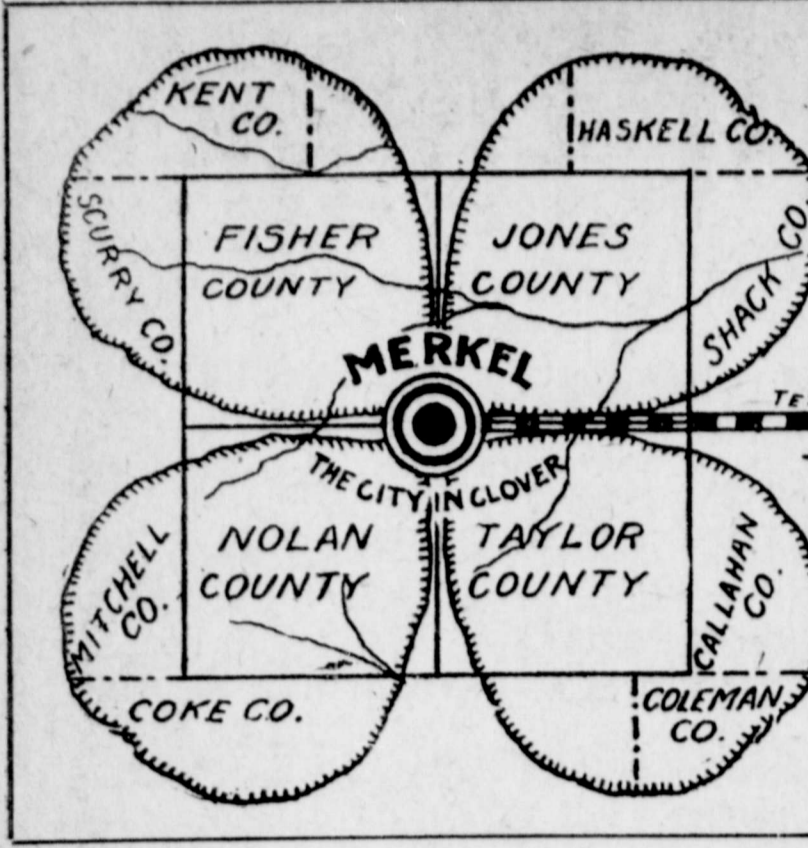 KENT
CO.
HASKELL CO.
SCURRY CO.
FISHER
COUNTY
JONES
COUNTY
SHACK CO.
MERKEL
TE
THE CITY IN CLOVER
MITCHELL
CO.
NOLAN
COUNTY
TAYLOR
COUNTY
CALLAHAN
CO.
COKE CO.
COLEMAN
CO.